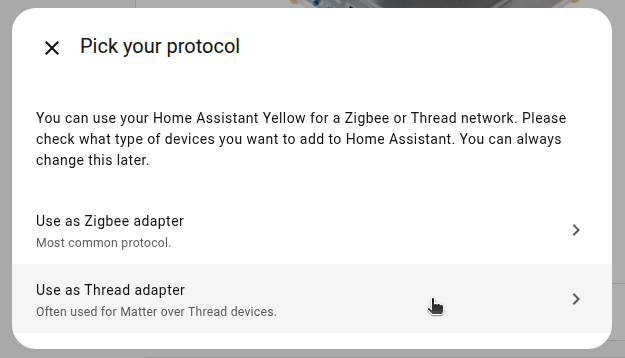 Pick your protocol
You can use your Home Assistant Yellow for a Zigbee or Thread network. Please
check what type of devices you want to add to Home Assistant. You can always
change this later.
Use as Zigbee adapter
Most common protocol.
Use as Thread adapter
Often used for Matter over Thread devices.